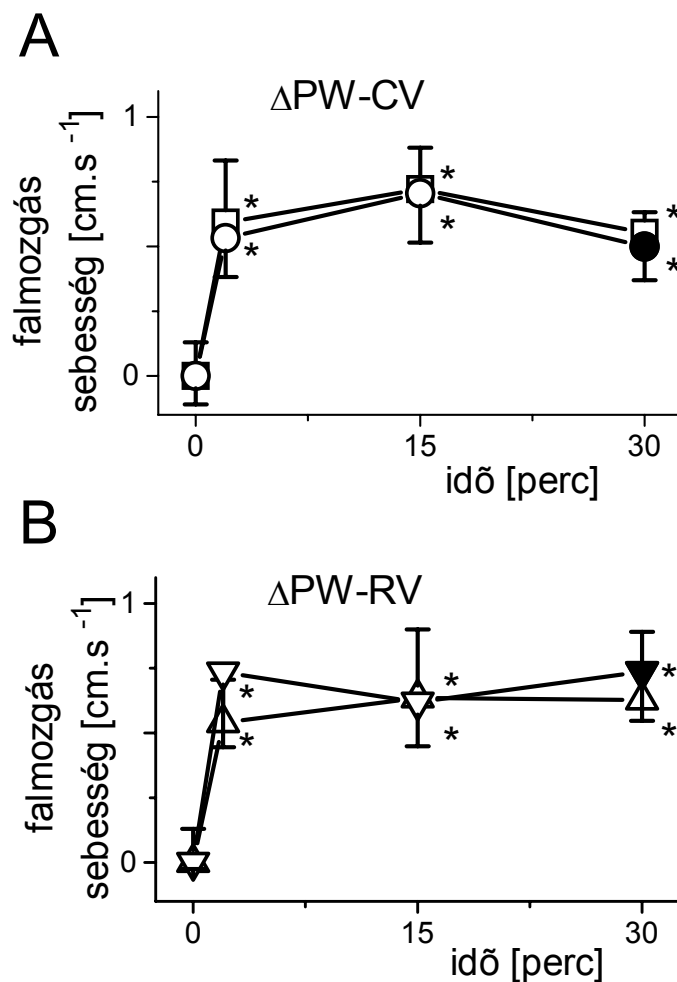 A
ΔPW-CV
1
0
falmozgás
sebesség [cm.s -1]
*
*
*
*
*
*
0
15
30
idõ [perc]
B
ΔPW-RV
1
0
falmozgás
sebesség [cm.s -1]
*
*
*
*
*
*
0
15
30
idõ [perc]